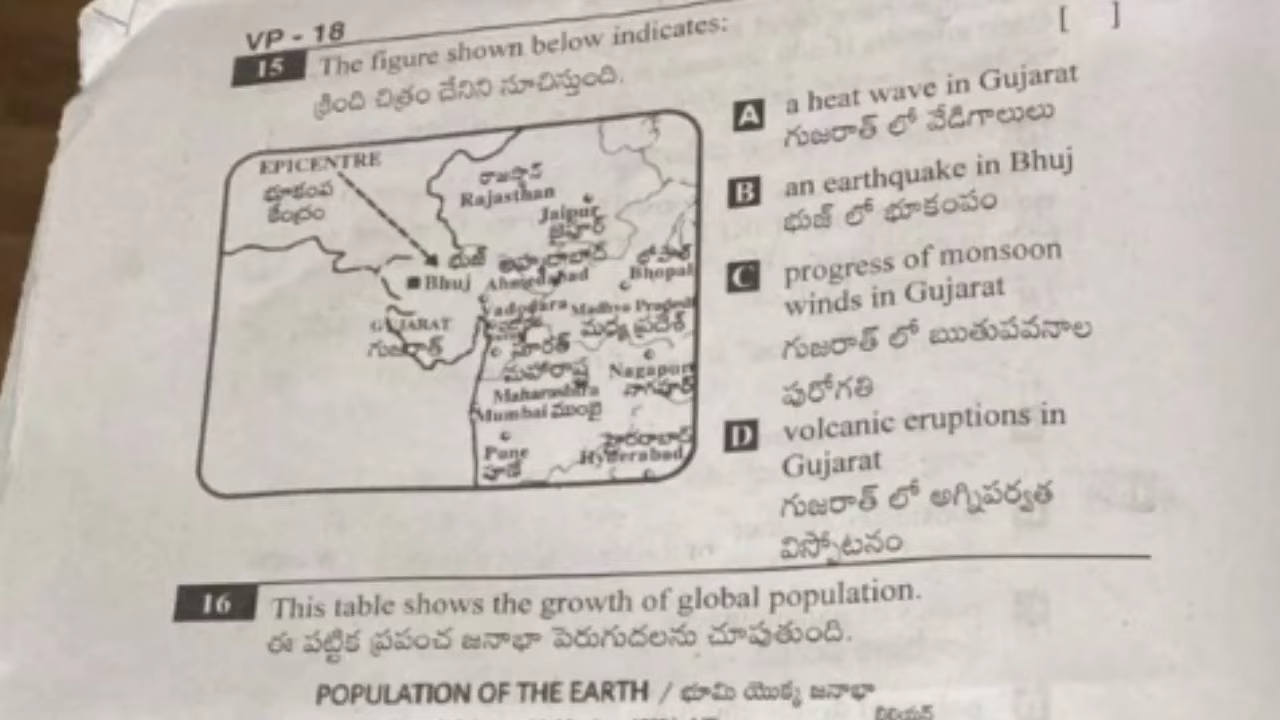 VP - 18
15 The figure shown below indicates: [ ]
క్రింది చిత్రం దేనిని సూచిస్తుంది.
EPICENTRE
భూకంప
కేంద్రం
రాజస్థాన్
Rajasthan
Jaipur
జైపూర్
భుజ్ అహ్మదాబాద్ భోపాల్
Bhuj Ahmedabad Bhopal
Vadodara Madhya Pradesh
GUJARAT మధ్య ప్రదేశ్
గుజరాత్ సూరత్
మహారాష్ట్ర Nagapur
Maharashtra నాగపూర్
Mumbai ముంబై
హైదరాబాద్
Pune Hyderabad
పూణే
A a heat wave in Gujarat
గుజరాత్ లో వేడిగాలులు
B an earthquake in Bhuj
భుజ్ లో భూకంపం
C progress of monsoon
winds in Gujarat
గుజరాత్ లో ఋతుపవనాల
పురోగతి
D volcanic eruptions in
Gujarat
గుజరాత్ లో అగ్నిపర్వత
విస్పోటనం
16 This table shows the growth of global population.
ఈ పట్టిక ప్రపంచ జనాభా పెరుగుదలను చూపుతుంది.
POPULATION OF THE EARTH / భూమి యొక్క జనాభా